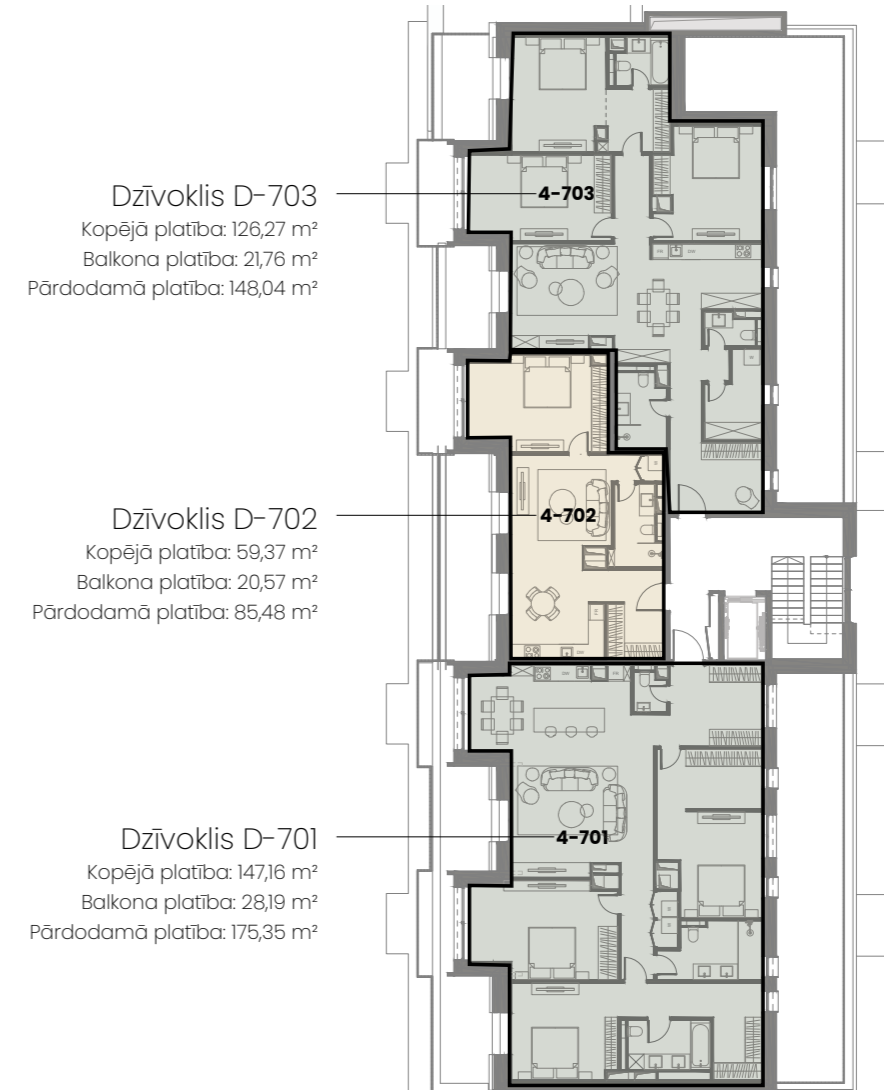 Dzīvoklis D-703
Kopējā platība: 126,27 m²
Balkona platība: 21,76 m²
Pārdodamā platība: 148,04 m²
4-703
Dzīvoklis D-702
Kopējā platība: 59,37 m²
Balkona platība: 20,57 m²
Pārdodamā platība: 85,48 m²
4-702
Dzīvoklis D-701
Kopējā platība: 147,16 m²
Balkona platība: 28,19 m²
Pārdodamā platība: 175,35 m²
4-701